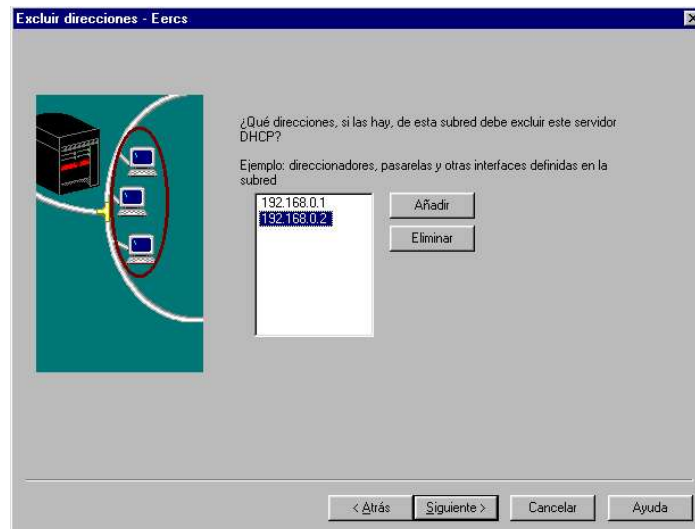 Excluir direcciones - Eercs
¿Qué direcciones, si las hay, de esta subred debe excluir este servidor
DHCP?
Ejemplo: direccionadores, pasarelas y otras interfaces definidas en la
subred
192.168.0.1
192.168.0.2
Añadir
Eliminar
< Atrás
Siguiente >
Cancelar
Ayuda